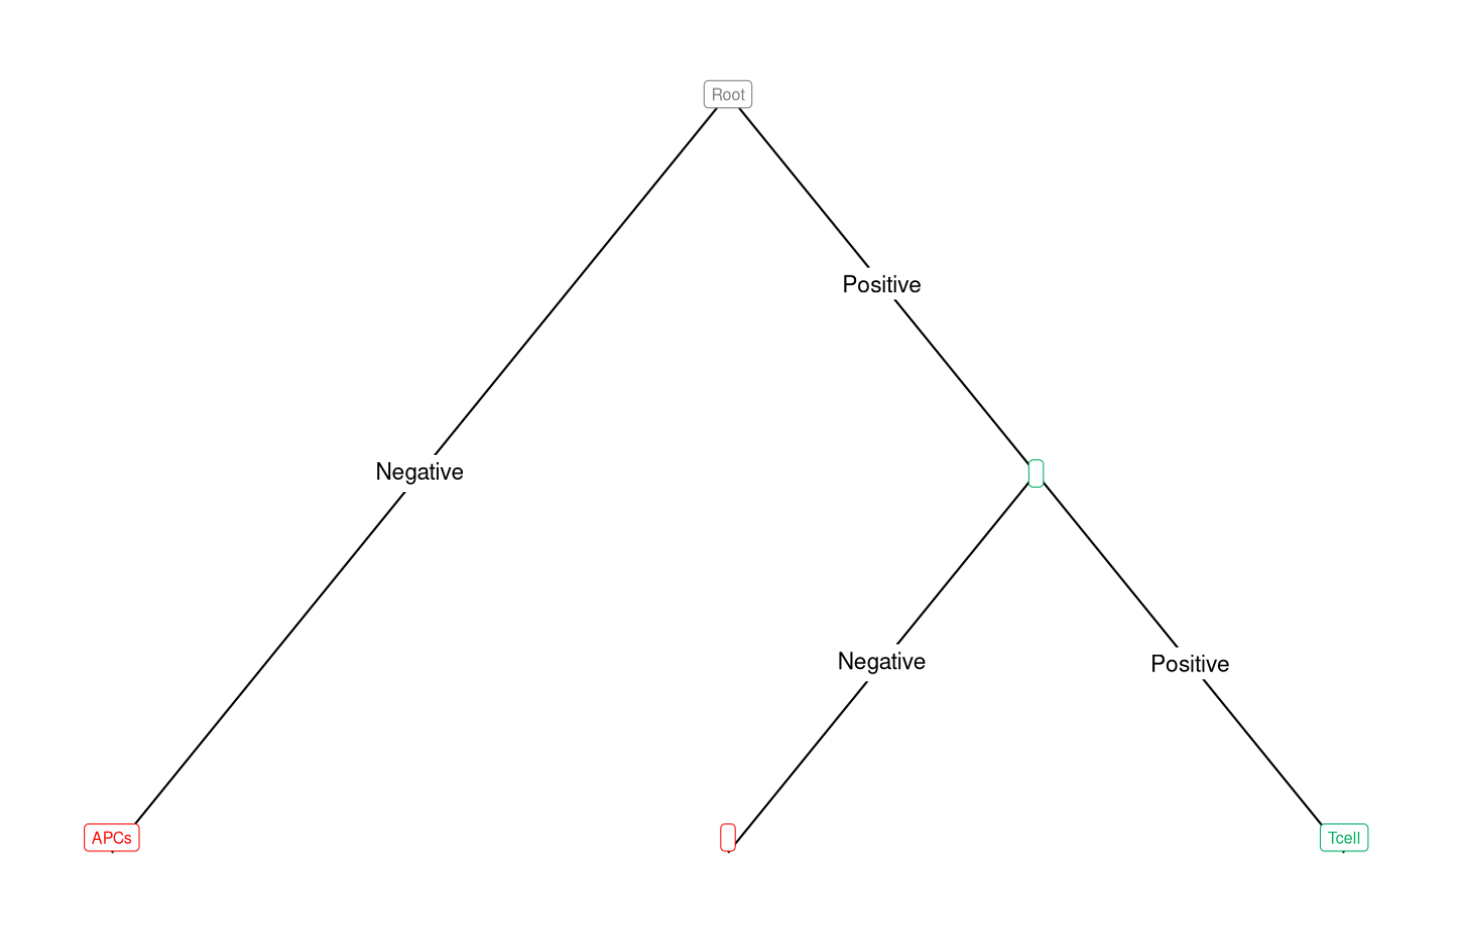 Root
Positive
Negative
Negative
Positive
APCs
Tcell